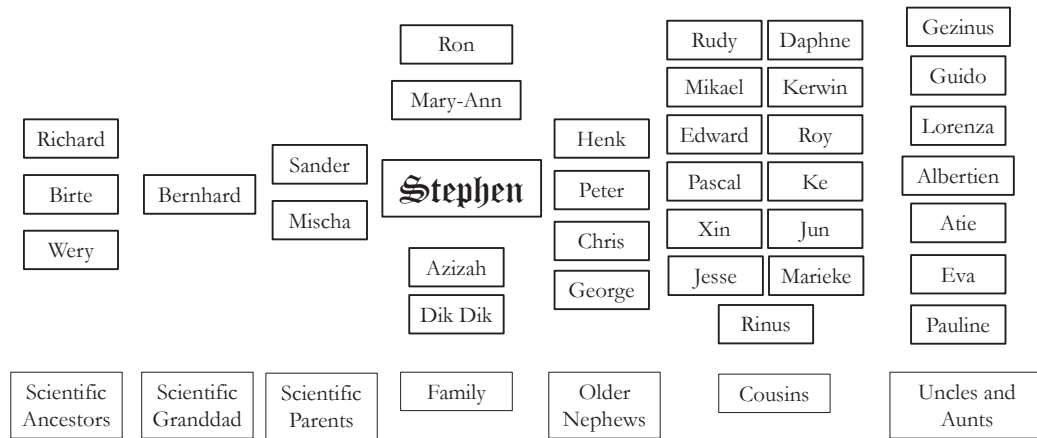 Richard
Birte
Wery
Scientific
Ancestors
Bernhard
Scientific
Granddad
Sander
Mischa
Scientific
Parents
Ron
Mary-Ann
Stephen
Azizah
Dik Dik
Family
Henk
Peter
Chris
George
Older
Nephews
Rudy Daphne
Mikael Kerwin
Edward Roy
Pascal Ke
Xin Jun
Jesse Marieke
Rinus
Cousins
Gezinus
Guido
Lorenza
Albertien
Atie
Eva
Pauline
Uncles and
Aunts